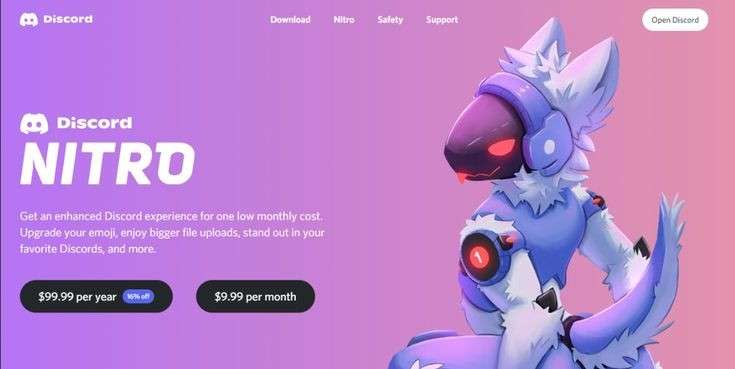 Discord
Download
Nitro
Safety
Support
Open Discord
Discord
NITRO
Get an enhanced Discord experience for one low monthly cost.
Upgrade your emoji, enjoy bigger file uploads, stand out in your
favorite Discords, and more.
$99.99 per year 16% off
$9.99 per month